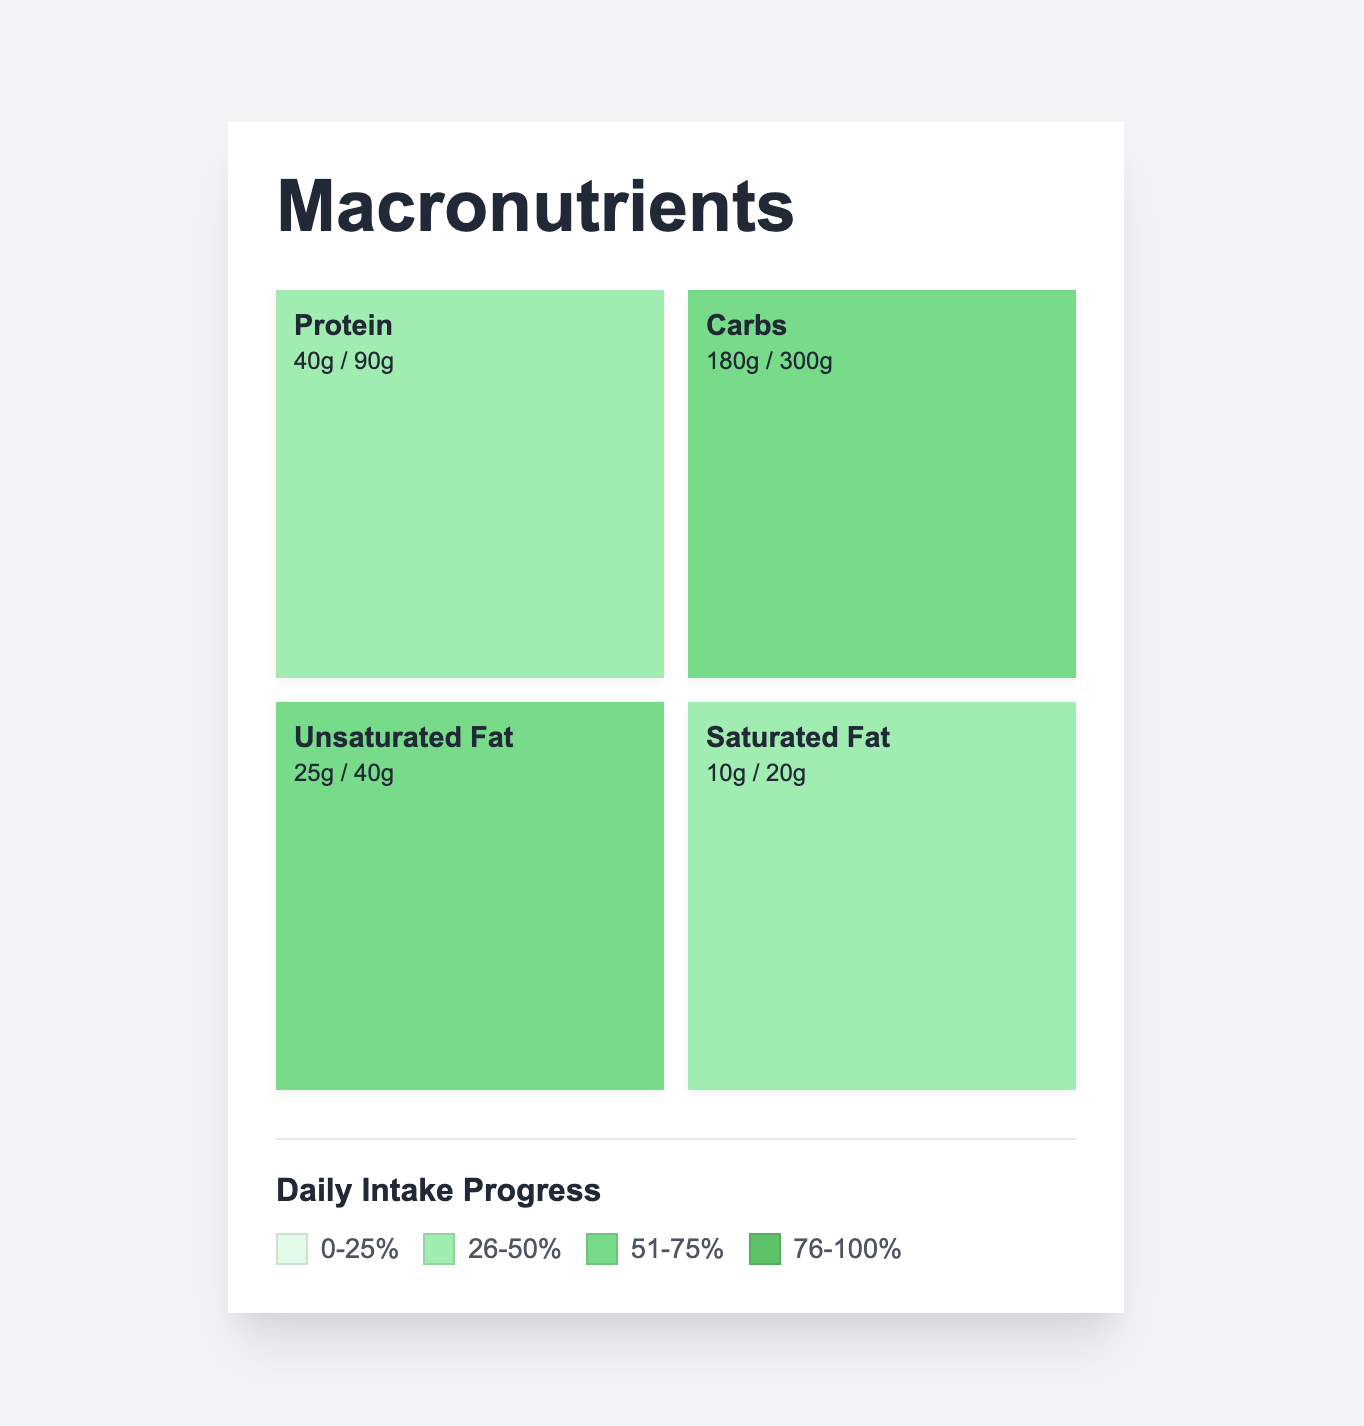 Macronutrients
Protein
40g / 90g
Carbs
180g / 300g
Unsaturated Fat
25g / 40g
Saturated Fat
10g / 20g
Daily Intake Progress
0-25% 26-50% 51-75% 76-100%